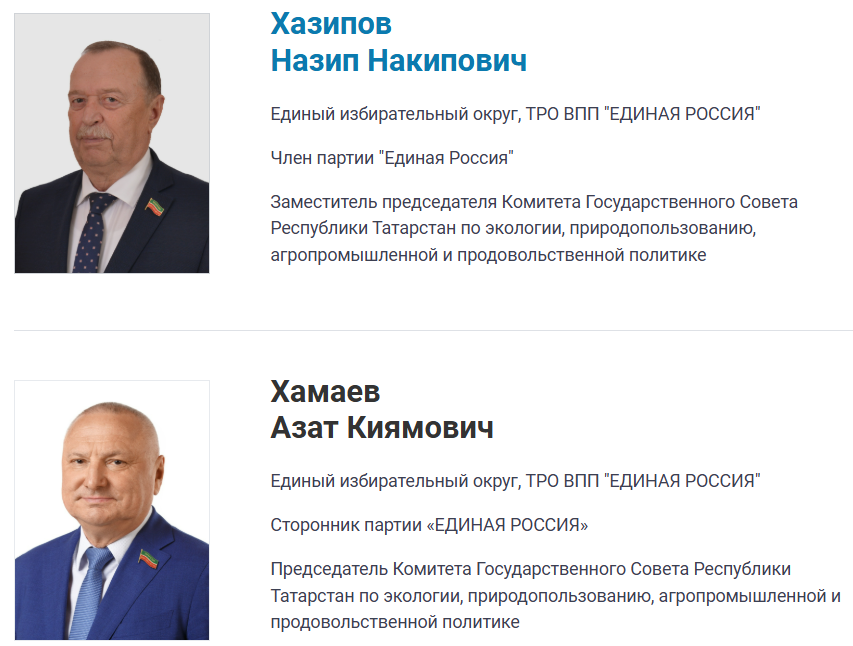 Хазипов
Назип Накипович
Единый избирательный округ, ТРО ВПП "ЕДИНАЯ РОССИЯ"
Член партии "Единая Россия"
Заместитель председателя Комитета Государственного Совета
Республики Татарстан по экологии, природопользованию,
агропромышленной и продовольственной политике
Хамаев
Азат Киямович
Единый избирательный округ, ТРО ВПП "ЕДИНАЯ РОССИЯ"
Сторонник партии «ЕДИНАЯ РОССИЯ»
Председатель Комитета Государственного Совета Республики
Татарстан по экологии, природопользованию, агропромышленной и
продовольственной политике